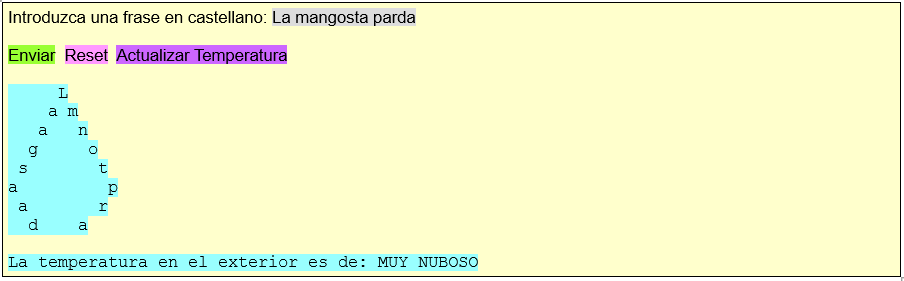 Introduzca una frase en castellano: La mangosta parda
Enviar Reset Actualizar Temperatura
L
a m
a n
g o
s t
a p
a r
d a
La temperatura en el exterior es de: MUY NUBOSO